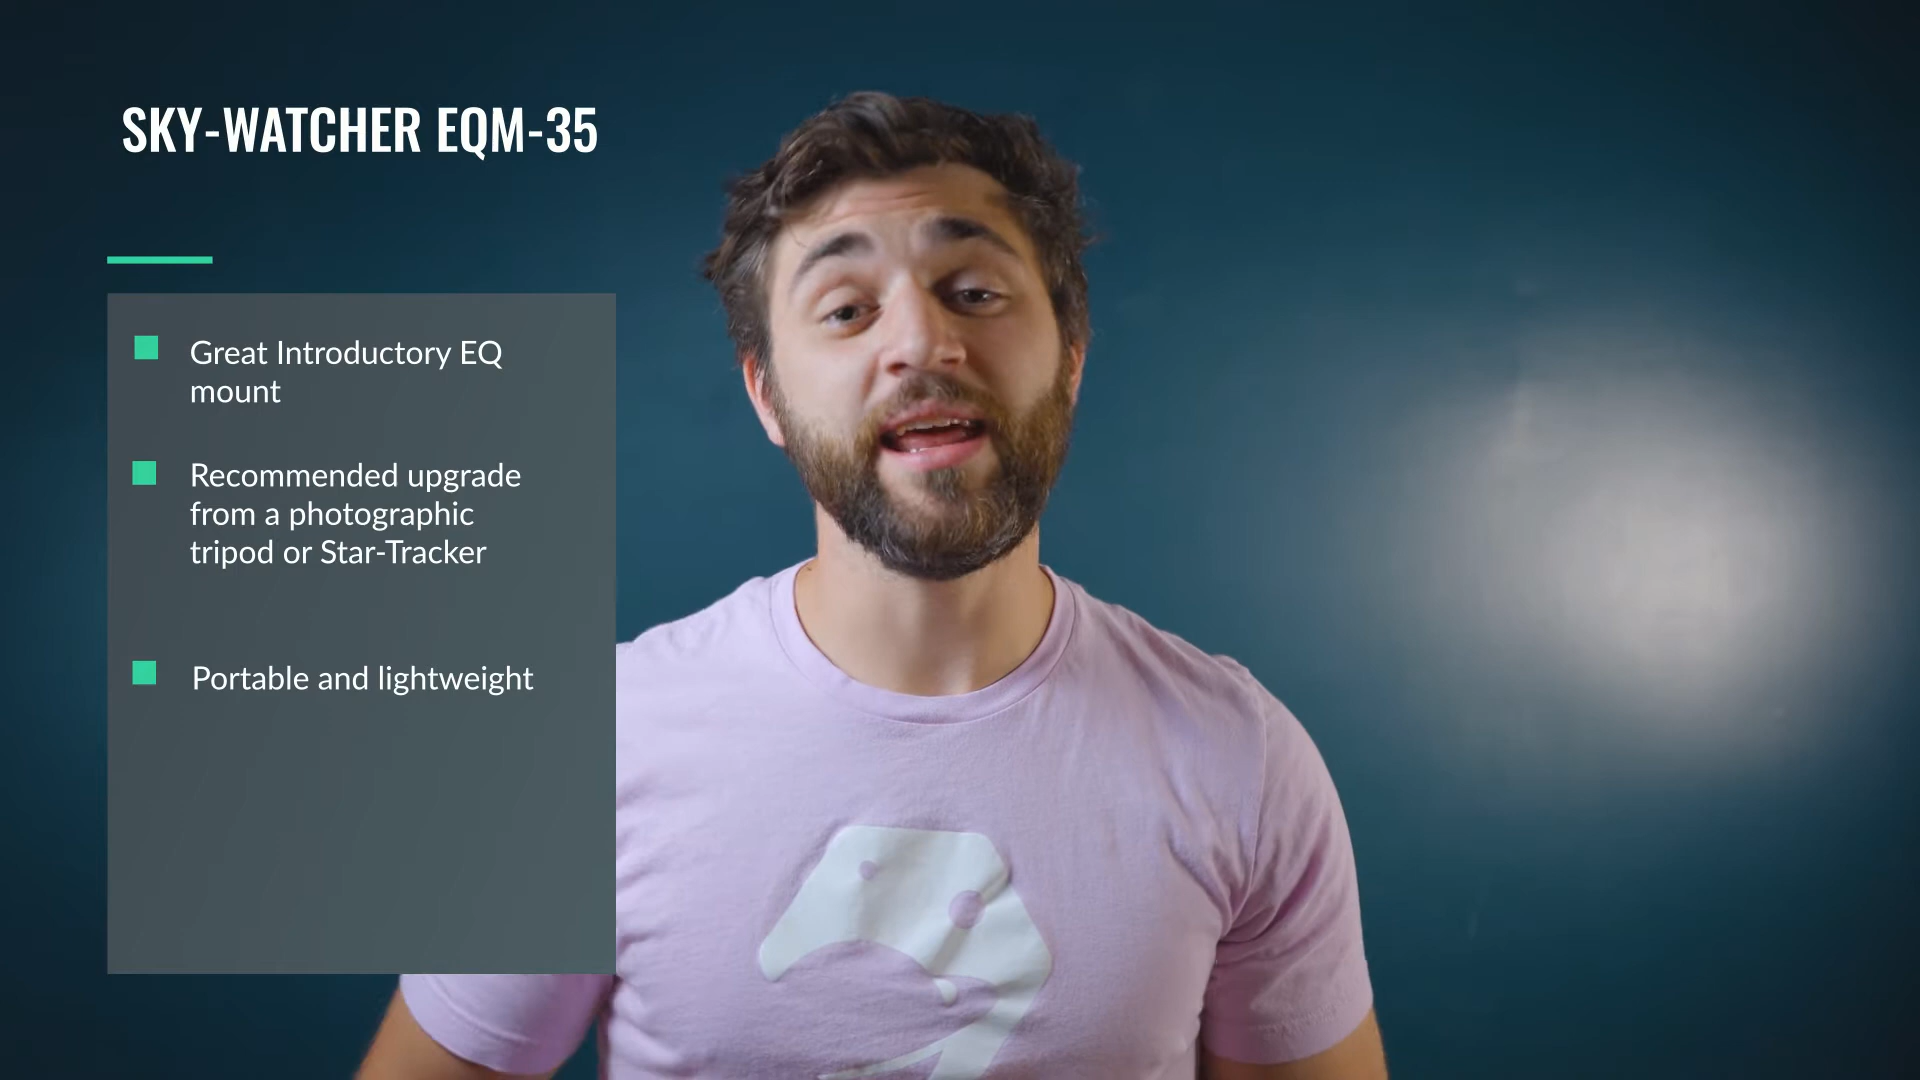 SKY-WATCHER EQM-35
Great Introductory EQ
mount
Recommended upgrade
from a photographic
tripod or Star-Tracker
Portable and lightweight